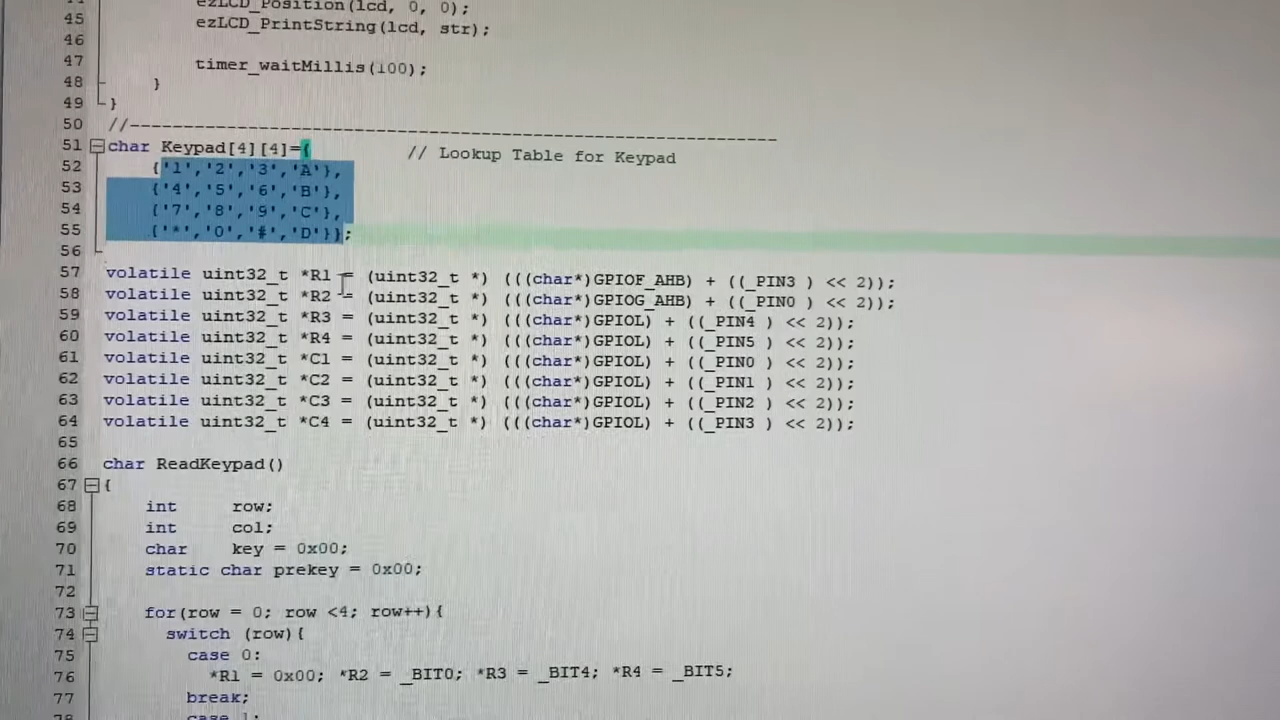 45 ezLCD_Position(lcd, 0, 0);
46 ezLCD_PrintString(lcd, str);
47 timer_waitMillis(100);
48 }
49 }
50 //------------------------------------------------------------------------
51 char Keypad[4][4]={ // Lookup Table for Keypad
52 {'1','2','3','A'},
53 {'4','5','6','B'},
54 {'7','8','9','C'},
55 {'*','0','#','D'}};
56
57 volatile uint32_t *R1 = (uint32_t *) (((char*)GPIOF_AHB) + ((_PIN3 ) << 2));
58 volatile uint32_t *R2 = (uint32_t *) (((char*)GPIOG_AHB) + ((_PIN0 ) << 2));
59 volatile uint32_t *R3 = (uint32_t *) (((char*)GPIOL) + ((_PIN4 ) << 2));
60 volatile uint32_t *R4 = (uint32_t *) (((char*)GPIOL) + ((_PIN5 ) << 2));
61 volatile uint32_t *C1 = (uint32_t *) (((char*)GPIOL) + ((_PIN0 ) << 2));
62 volatile uint32_t *C2 = (uint32_t *) (((char*)GPIOL) + ((_PIN1 ) << 2));
63 volatile uint32_t *C3 = (uint32_t *) (((char*)GPIOL) + ((_PIN2 ) << 2));
64 volatile uint32_t *C4 = (uint32_t *) (((char*)GPIOL) + ((_PIN3 ) << 2));
65
66 char ReadKeypad()
67 {
68 int row;
69 int col;
70 char key = 0x00;
71 static char prekey = 0x00;
72
73 for(row = 0; row <4; row++){
74 switch (row){
75 case 0:
76 *R1 = 0x00; *R2 = _BIT0; *R3 = _BIT4; *R4 = _BIT5;
77 break;
78 case 1: